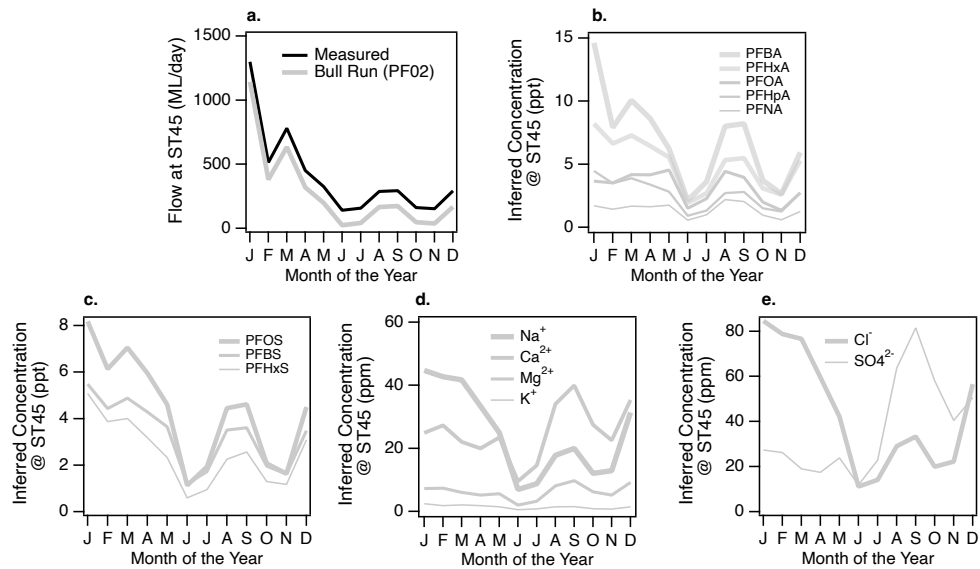 a.
1500
1000
500
0
Flow at ST45 (ML/day)
Measured
Bull Run (PF02)
J F M A M J J A S O N D
Month of the Year
b.
15
10
5
0
Inferred Concentration
@ ST45 (ppt)
PFBA
PFHxA
PFOA
PFHpA
PFNA
J F M A M J J A S O N D
Month of the Year
c.
8
6
4
2
0
Inferred Concentration
@ ST45 (ppt)
PFOS
PFBS
PFHxS
J F M A M J J A S O N D
Month of the Year
d.
60
40
20
0
Inferred Concentration
@ ST45 (ppm)
Na+
Ca2+
Mg2+
K+
J F M A M J J A S O N D
Month of the Year
e.
80
60
40
20
0
Inferred Concentration
@ ST45 (ppm)
Cl-
SO42-
J F M A M J J A S O N D
Month of the Year